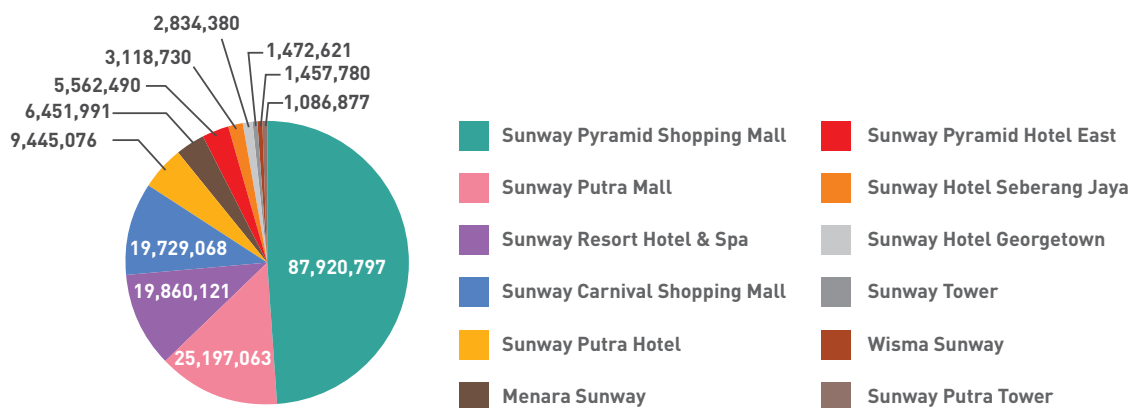 2,834,380
3,118,730
5,562,490
6,451,991
9,445,076
1,472,621
1,457,780
1,086,877
19,729,068
19,860,121
25,197,063
87,920,797
Sunway Pyramid Shopping Mall
Sunway Putra Mall
Sunway Resort Hotel & Spa
Sunway Carnival Shopping Mall
Sunway Putra Hotel
Menara Sunway
Sunway Pyramid Hotel East
Sunway Hotel Seberang Jaya
Sunway Hotel Georgetown
Sunway Tower
Wisma Sunway
Sunway Putra Tower